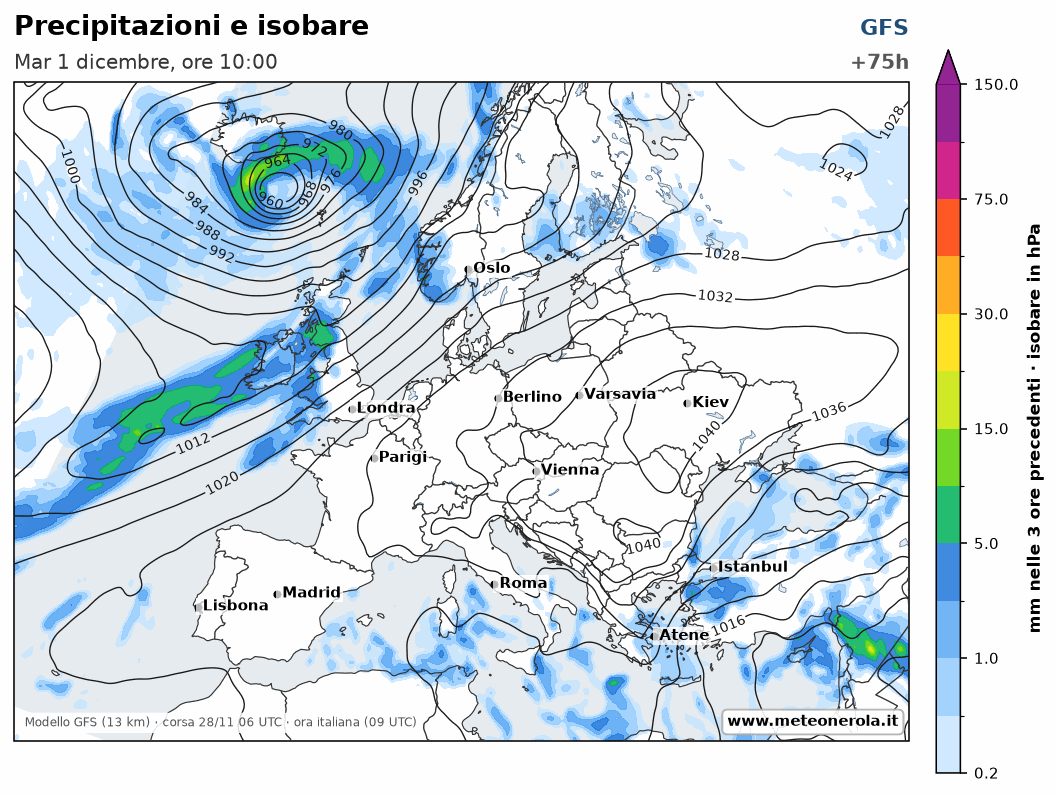 Precipitazioni e isobare
GFS
Mar 1 dicembre, ore 10:00
+75h
150.0
75.0
30.0
15.0
5.0
1.0
0.2
mm nelle 3 ore precedenti · isobare in hPa
1000
980
972
964
976
968
960
996
984
988
992
1028
1024
1028
1032
Oslo
Londra
Berlino
Varsavia
Kiev
1036
1040
1012
Parigi
Vienna
1020
1040
Istanbul
Madrid
Roma
Lisbona
Atene
1016
Modello GFS (13 km) · corsa 28/11 06 UTC · ora italiana (09 UTC)
www.meteonerola.it